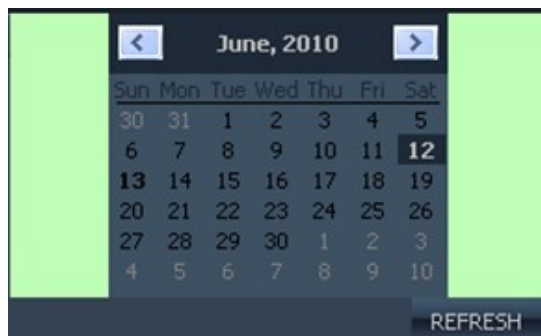 < June, 2010 >
Sun Mon Tue Wed Thu Fri Sat
30 31 1 2 3 4 5
6 7 8 9 10 11 12
13 14 15 16 17 18 19
20 21 22 23 24 25 26
27 28 29 30 1 2 3
4 5 6 7 8 9 10
REFRESH